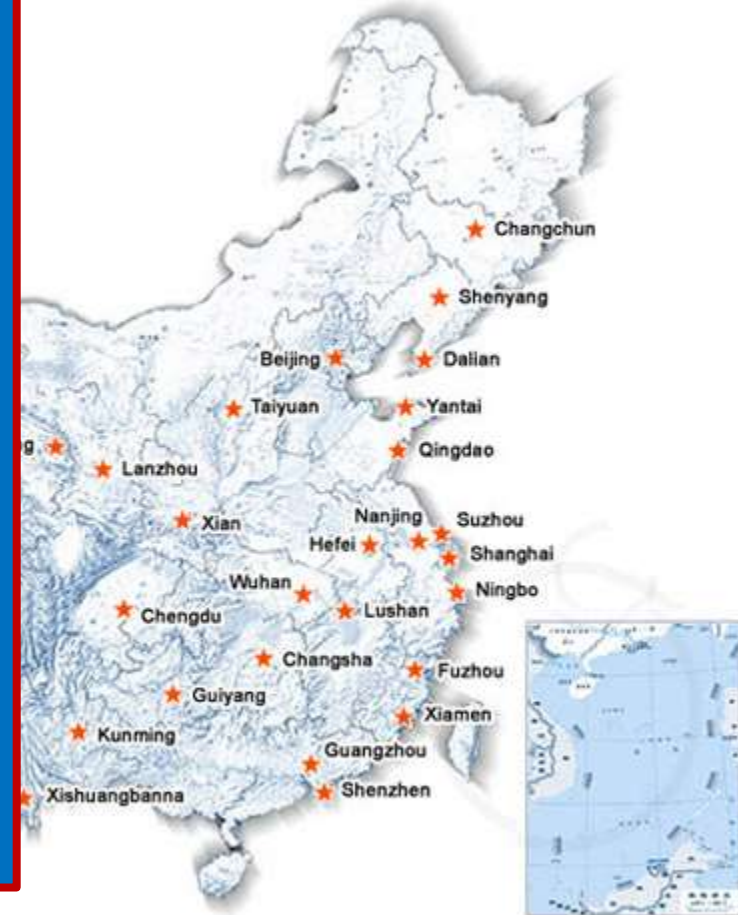 Changchun
Shenyang
Beijing
Dalian
Taiyuan
Yantai
g
Qingdao
Lanzhou
Nanjing
Suzhou
Xian
Hefei
Shanghai
Wuhan
Ningbo
Chengdu
Lushan
Changsha
Fuzhou
Guiyang
Xiamen
Kunming
Guangzhou
Xishuangbanna
Shenzhen